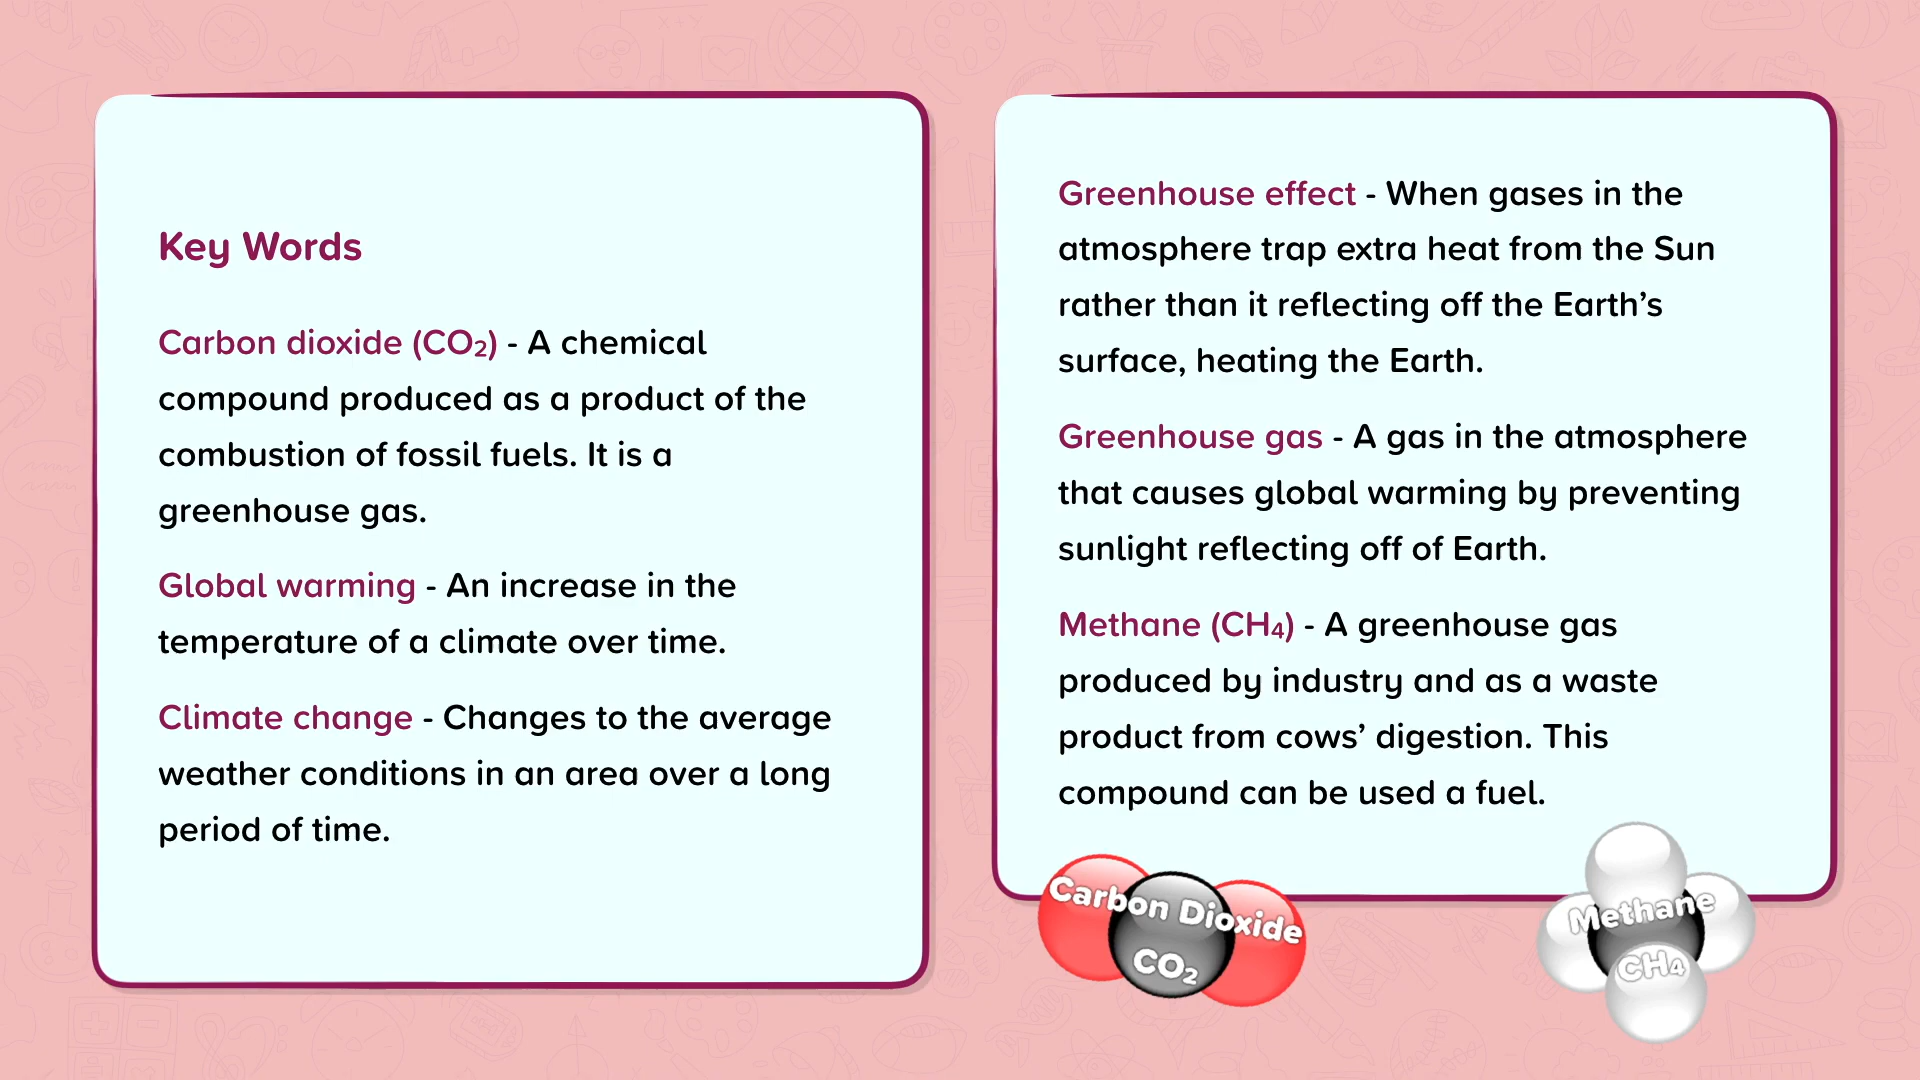 Key Words
Carbon dioxide (CO₂) - A chemical
compound produced as a product of the
combustion of fossil fuels. It is a
greenhouse gas.
Global warming - An increase in the
temperature of a climate over time.
Climate change - Changes to the average
weather conditions in an area over a long
period of time.
Greenhouse effect - When gases in the
atmosphere trap extra heat from the Sun
rather than it reflecting off the Earth’s
surface, heating the Earth.
Greenhouse gas - A gas in the atmosphere
that causes global warming by preventing
sunlight reflecting off of Earth.
Methane (CH₄) - A greenhouse gas
produced by industry and as a waste
product from cows’ digestion. This
compound can be used a fuel.
Carbon Dioxide
CO₂
Methane
CH₄